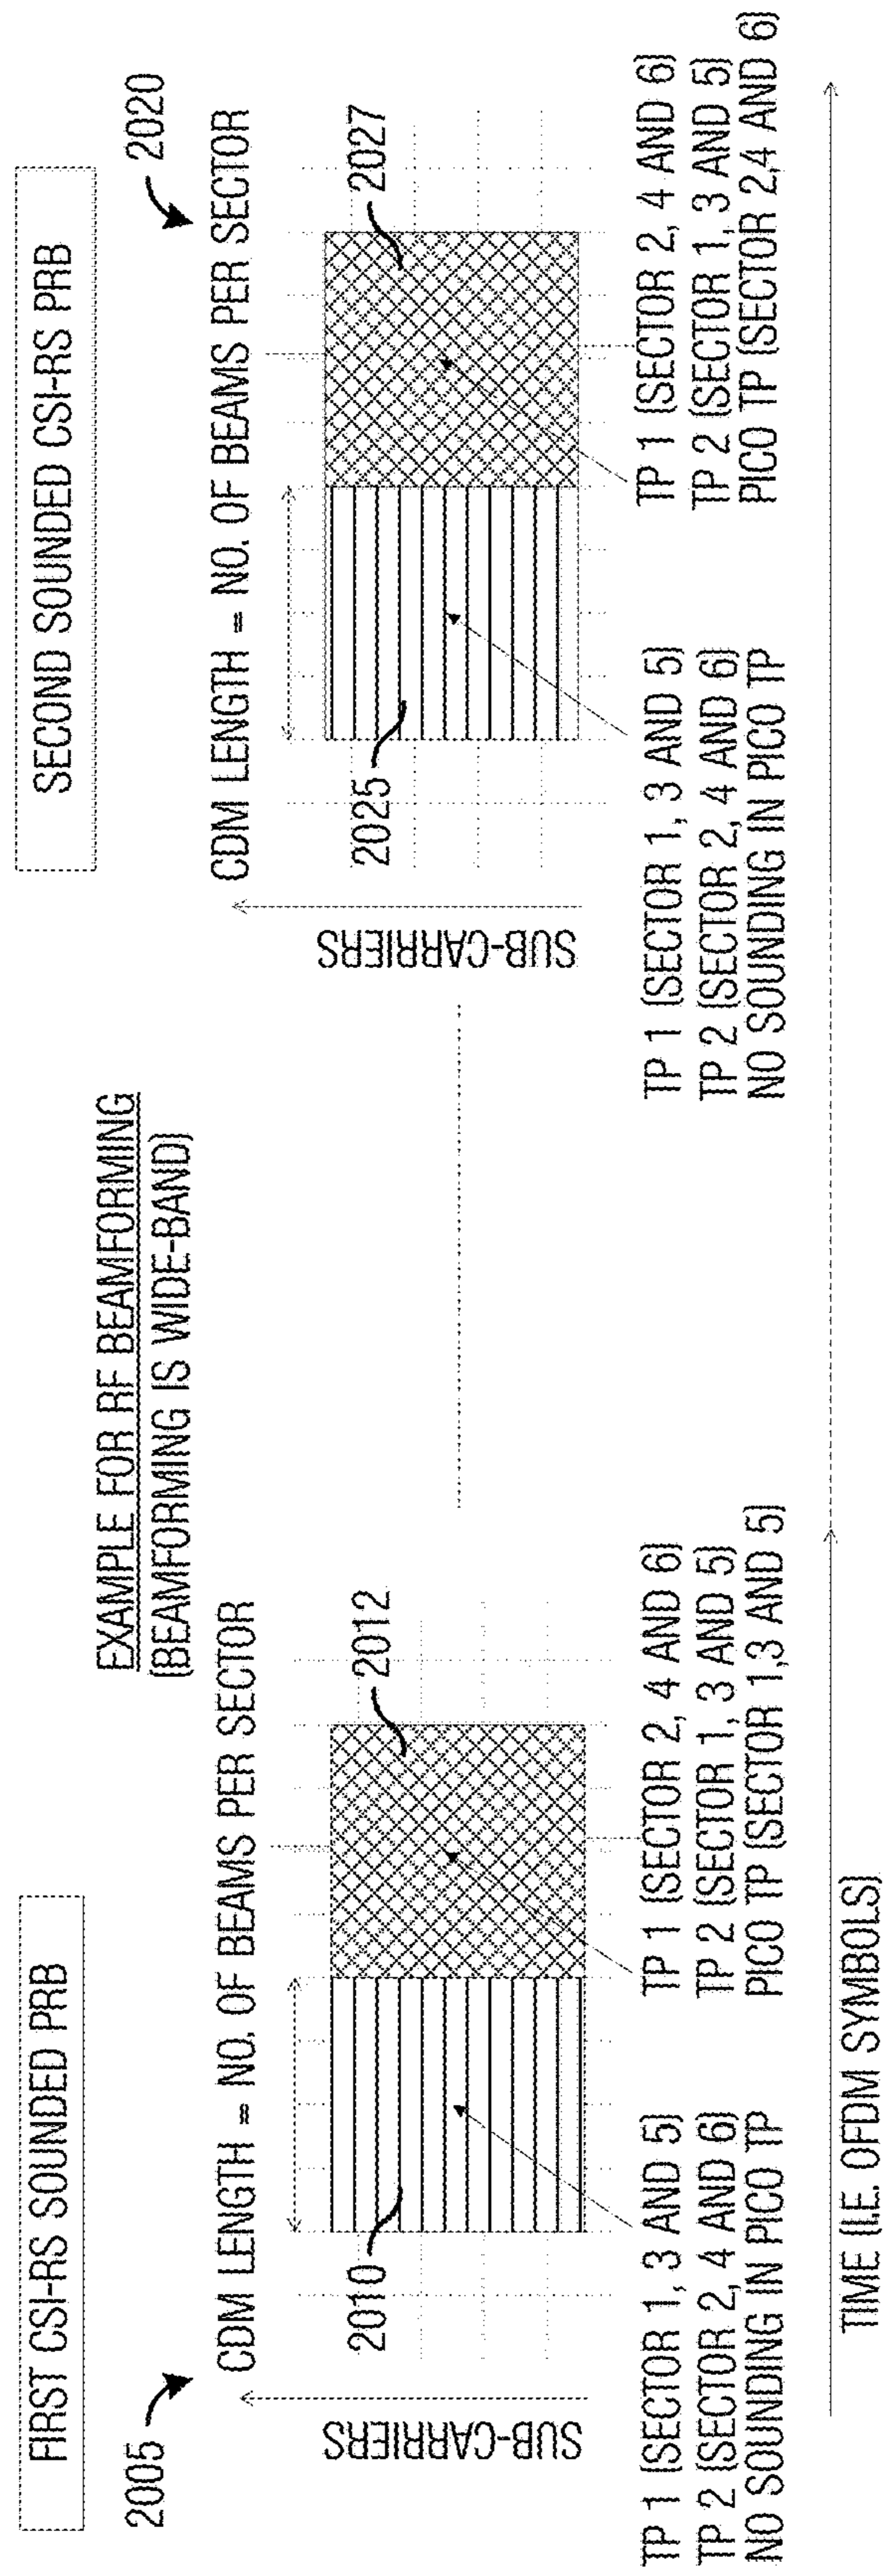 EXAMPLE FOR RF BEAMFORMING
(BEAMFORMING IS WIDE-BAND)
FIRST CSI-RS SOUNDED PRB
2005
CDM LENGTH = NO. OF BEAMS PER SECTOR
SUB-CARRIERS
2010
2012
TP 1 (SECTOR 1, 3 AND 5)
TP 2 (SECTOR 2, 4 AND 6)
NO SOUNDING IN PICO TP
TP 1 (SECTOR 2, 4 AND 6)
TP 2 (SECTOR 1, 3 AND 5)
PICO TP (SECTOR 1,3 AND 5)
TIME (I.E. OFDM SYMBOLS)
SECOND SOUNDED CSI-RS PRB
2020
CDM LENGTH = NO. OF BEAMS PER SECTOR
SUB-CARRIERS
2025
2027
TP 1 (SECTOR 1, 3 AND 5)
TP 2 (SECTOR 2, 4 AND 6)
NO SOUNDING IN PICO TP
TP 1 (SECTOR 2, 4 AND 6)
TP 2 (SECTOR 1, 3 AND 5)
PICO TP (SECTOR 2,4 AND 6)